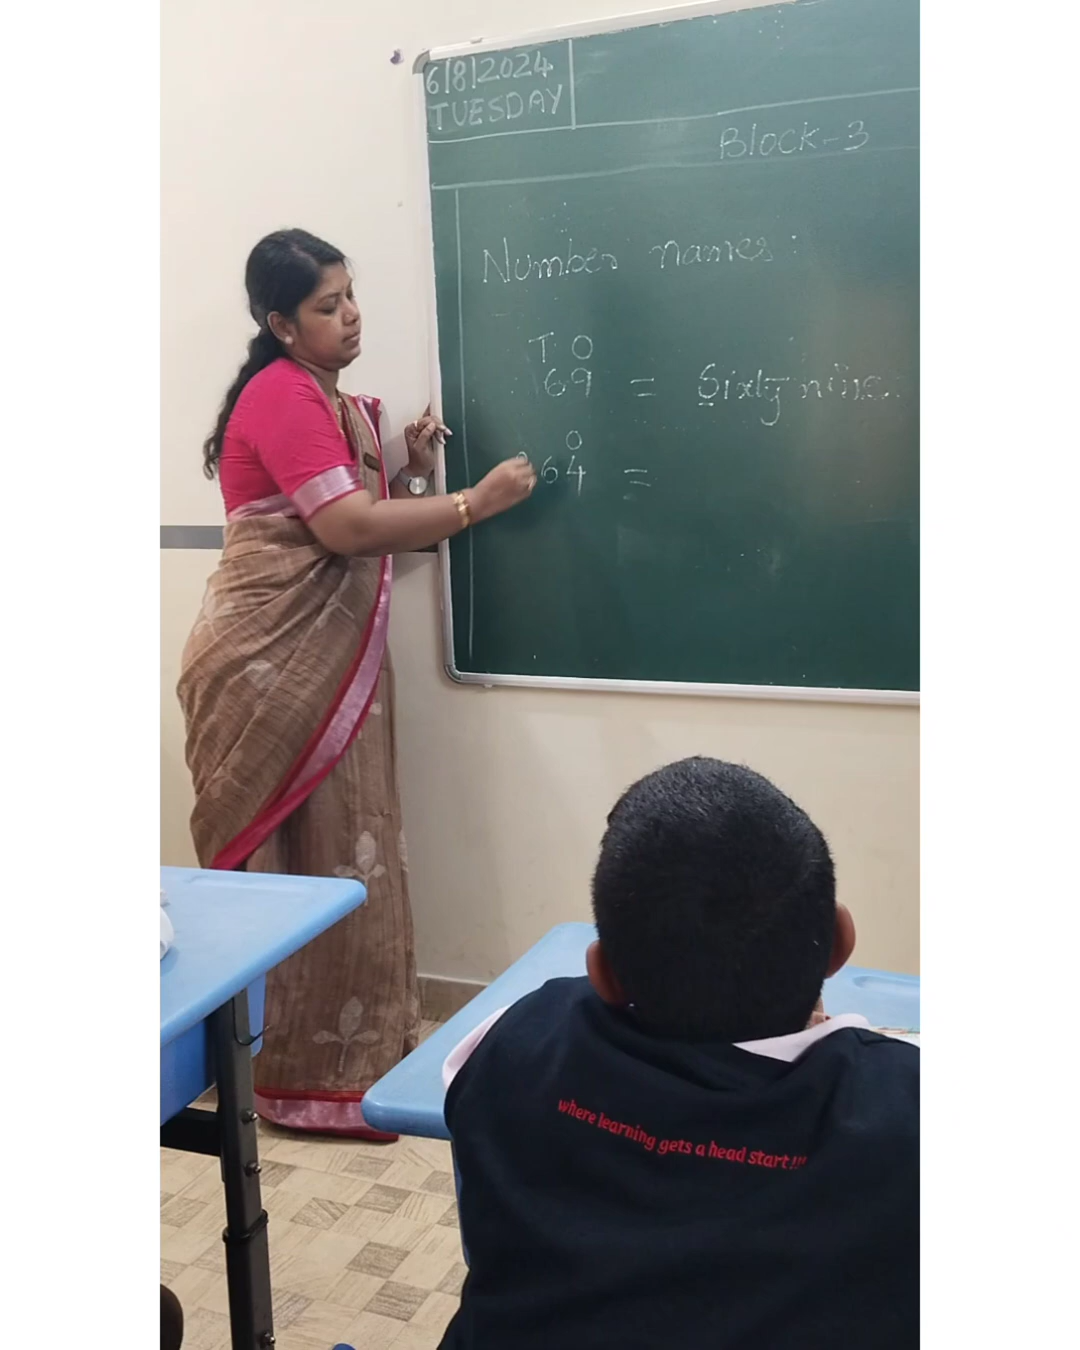 6/8/2024
TUESDAY
Block-3
Number names:
T O
69 = Sixty nine.
O
64 =
where learning gets a head start!!!